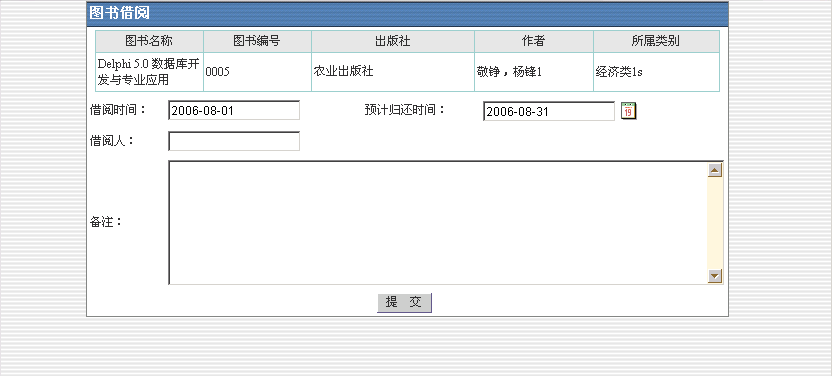 图书借阅
图书名称 图书编号 出版社 作者 所属类别
Delphi 5.0 数据库开
发与专业应用
0005 农业出版社 敬铮，杨锋1 经济类1s
借阅时间： 2006-08-01 预计归还时间： 2006-08-31 19
借阅人：
备注：
提 交